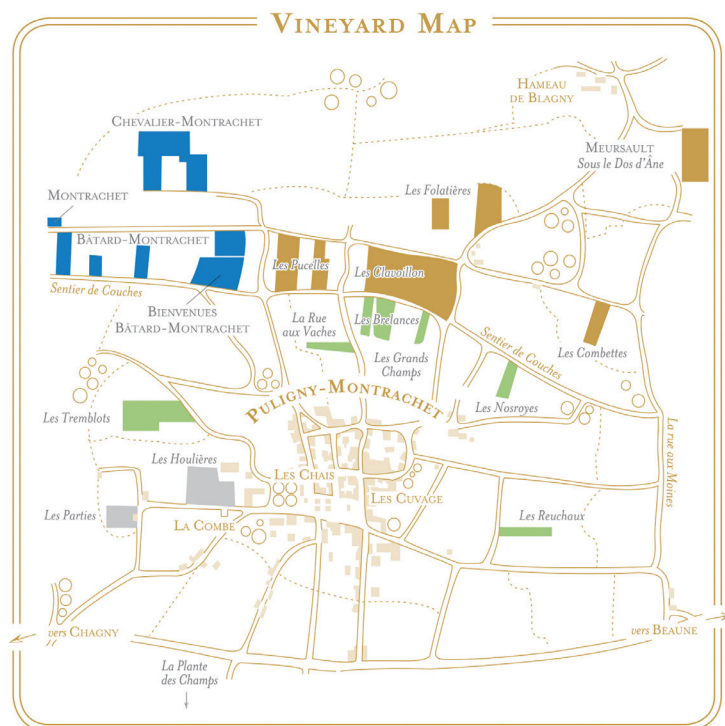 Vineyard Map
Hameau
de Blagny
Chevalier-Montrachet
Meursault
Sous le Dos d'Âne
Les Folatières
Montrachet
Bâtard-Montrachet
Les Pucelles
Les Clavoillon
Sentier de Couches
Bienvenues
Bâtard-Montrachet
La Rue
aux Vaches
Les Brelances
Les Grands
Champs
Sentier de Couches
Les Combettes
Puligny-Montrachet
Les Tremblots
Les Nosroyes
La rue aux Moines
Les Houlières
Les Chais
Les Cuvage
Les Parties
La Combe
Les Reuchaux
vers Chagny
vers Beaune
La Plante
des Champs